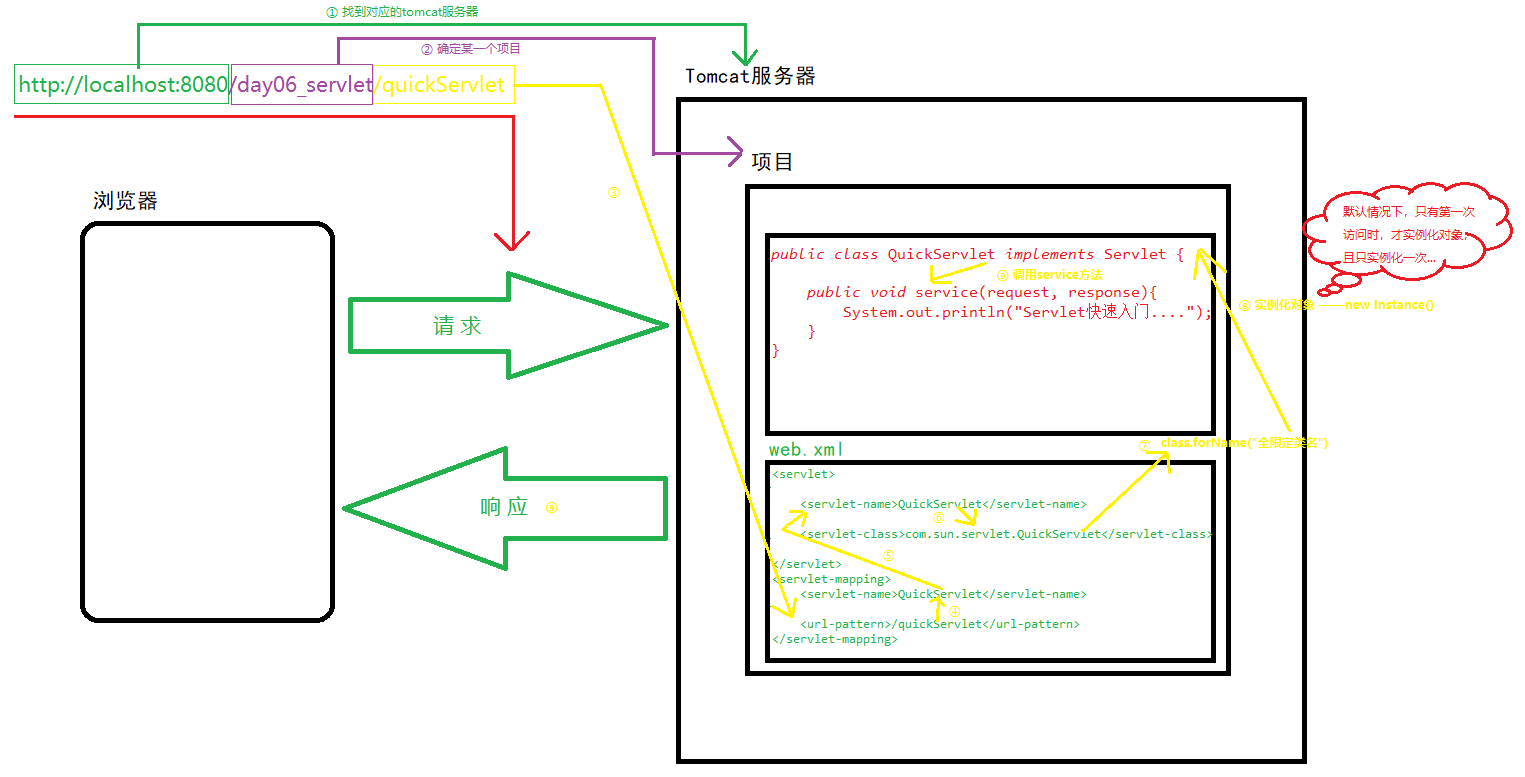 ① 找到对应的tomcat服务器
② 确定某一个项目
http://localhost:8080/day06_servlet/quickServlet
Tomcat服务器
项目
③
浏览器
默认情况下，只有第一次
访问时，才实例化对象，
且只实例化一次...
public class QuickServlet implements Servlet {
⑨ 调用service方法
public void service(request, response){
System.out.println("Servlet快速入门....");
}
}
实例化对象 ——new Instance()
请 求
⑦ class.forName("全限定类名")
web.xml
<servlet>
<servlet-name>QuickServlet</servlet-name>
⑥
<servlet-class>com.sun.servlet.QuickServlet</servlet-class>
⑤
</servlet>
<servlet-mapping>
<servlet-name>QuickServlet</servlet-name>
④
<url-pattern>/quickServlet</url-pattern>
</servlet-mapping>
响 应